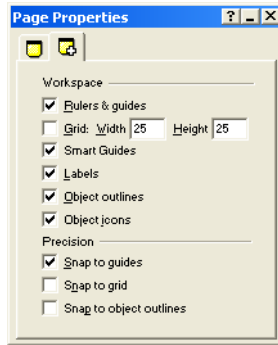 Page Properties
Workspace
Rulers & guides
Grid: Width 25 Height 25
Smart Guides
Labels
Object outlines
Object icons
Precision
Snap to guides
Snap to grid
Snap to object outlines